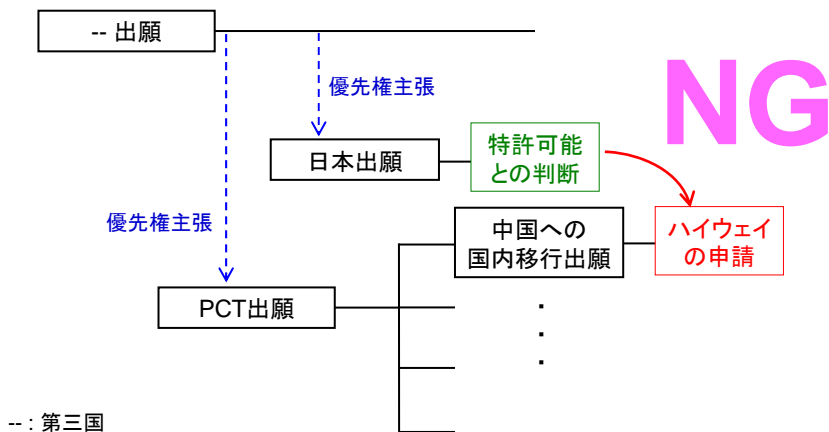 -- 出願
NG
優先権主張
日本出願
特許可能
との判断
優先権主張
中国への
国内移行出願
ハイウェイ
の申請
PCT出願
・
・
・
-- : 第三国